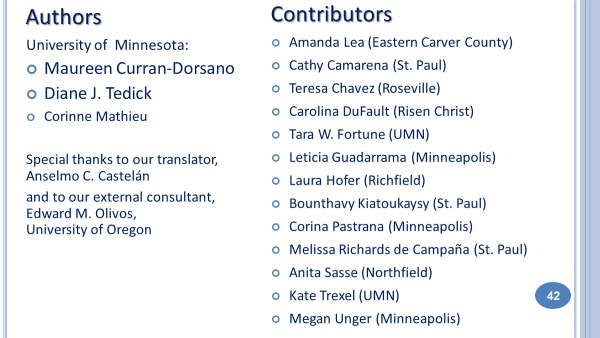 Authors
University of  Minnesota:
Maureen Curran-Dorsano
Diane J. Tedick
Corinne Mathieu
Special thanks to our translator,
Anselmo C. Castelán
and to our external consultant,
Edward M. Olivos,
University of Oregon
Contributors
Amanda Lea (Eastern Carver County)
Cathy Camarena (St. Paul)
Teresa Chavez (Roseville)
Carolina DuFault (Risen Christ)
Tara W. Fortune (UMN)
Leticia Guadarrama (Minneapolis)
Laura Hofer (Richfield)
Bounthavy Kiatoukaysy (St. Paul)
Corina Pastrana (Minneapolis)
Melissa Richards de Campaña (St. Paul)
Anita Sasse (Northfield)
Kate Trexel (UMN)
Megan Unger (Minneapolis)
42